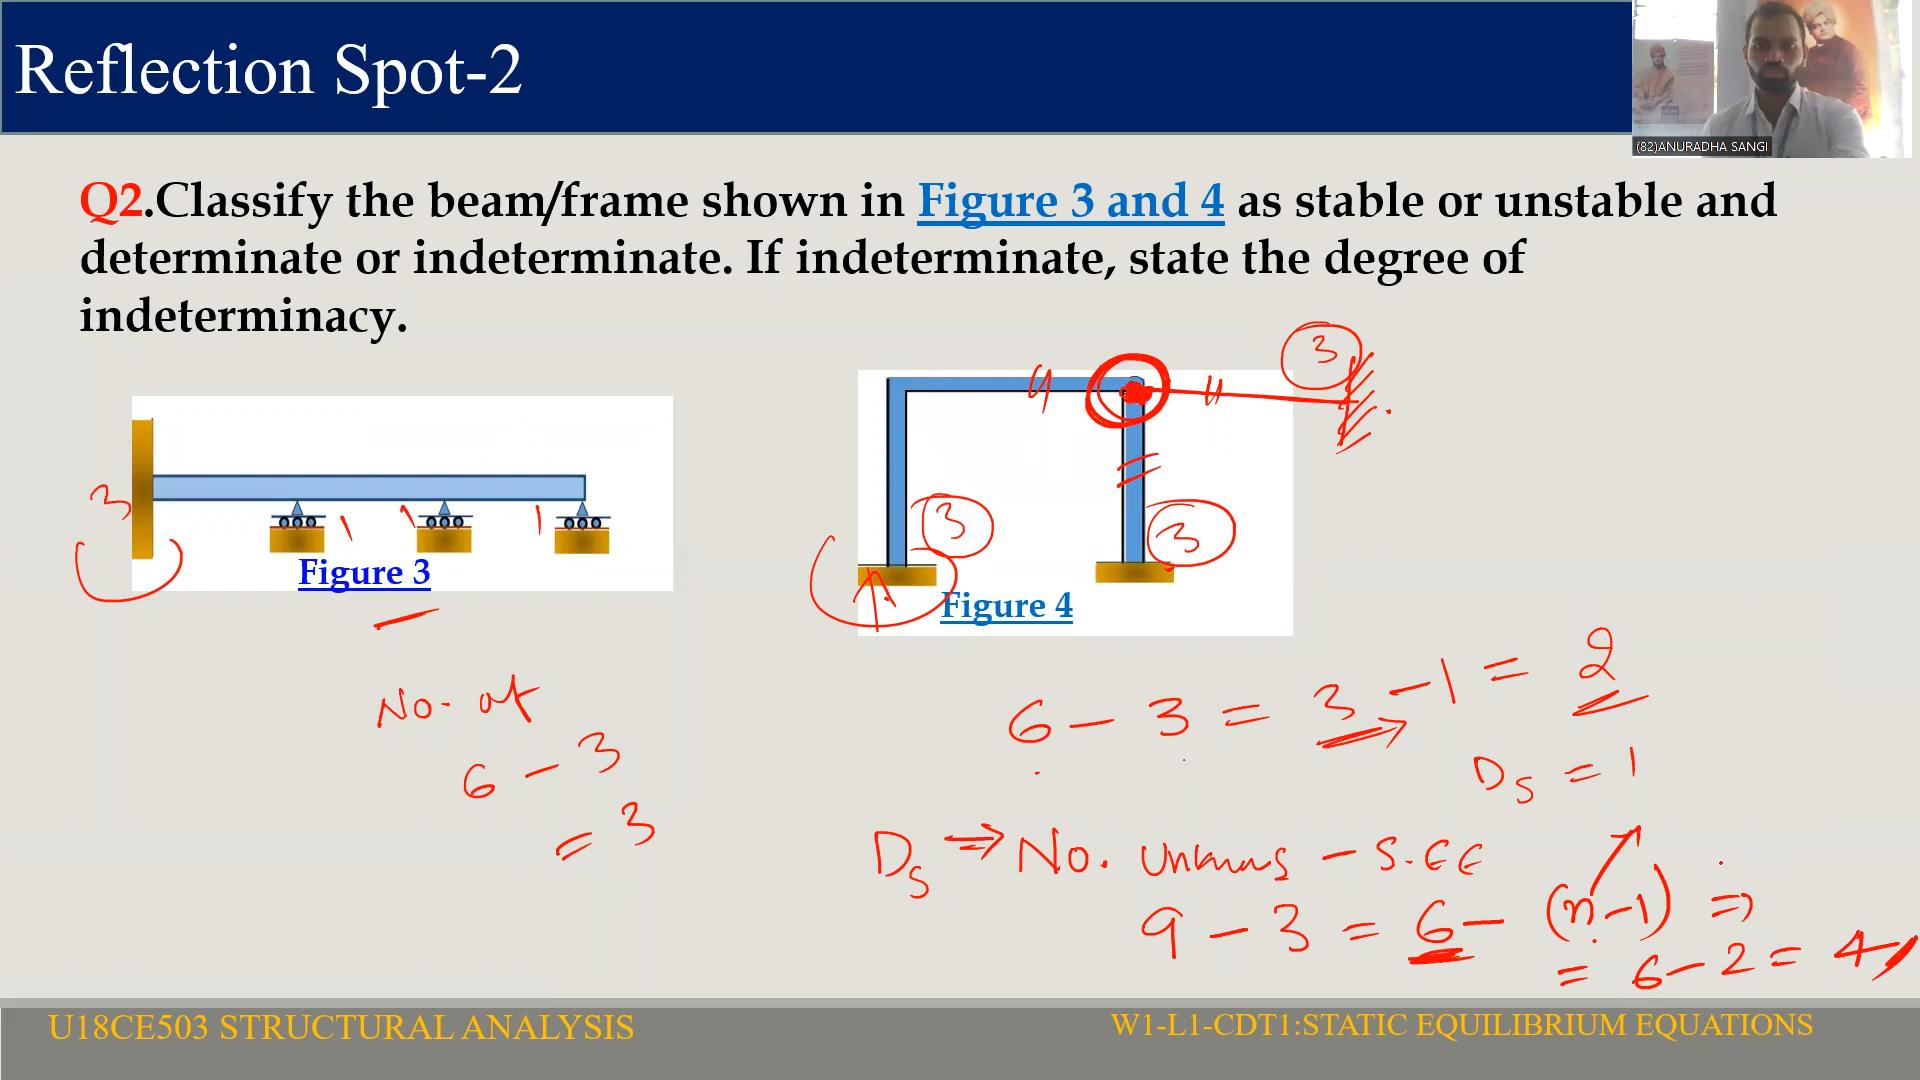 Reflection Spot-2
(82)ANURADHA SANGI
Q2.Classify the beam/frame shown in Figure 3 and 4 as stable or unstable and
determinate or indeterminate. If indeterminate, state the degree of
indeterminacy.
3
1
1
1
Figure 3
No. of
6 - 3
= 3
3
3
3
Figure 4
6 - 3 = 3 - 1 = 2
Ds = 1
Ds ⇒ No. - S.EE
9 - 3 = 6 - (n-1) ⇒
= 6 - 2 = 4
U18CE503 STRUCTURAL ANALYSIS
W1-L1-CDT1:STATIC EQUILIBRIUM EQUATIONS